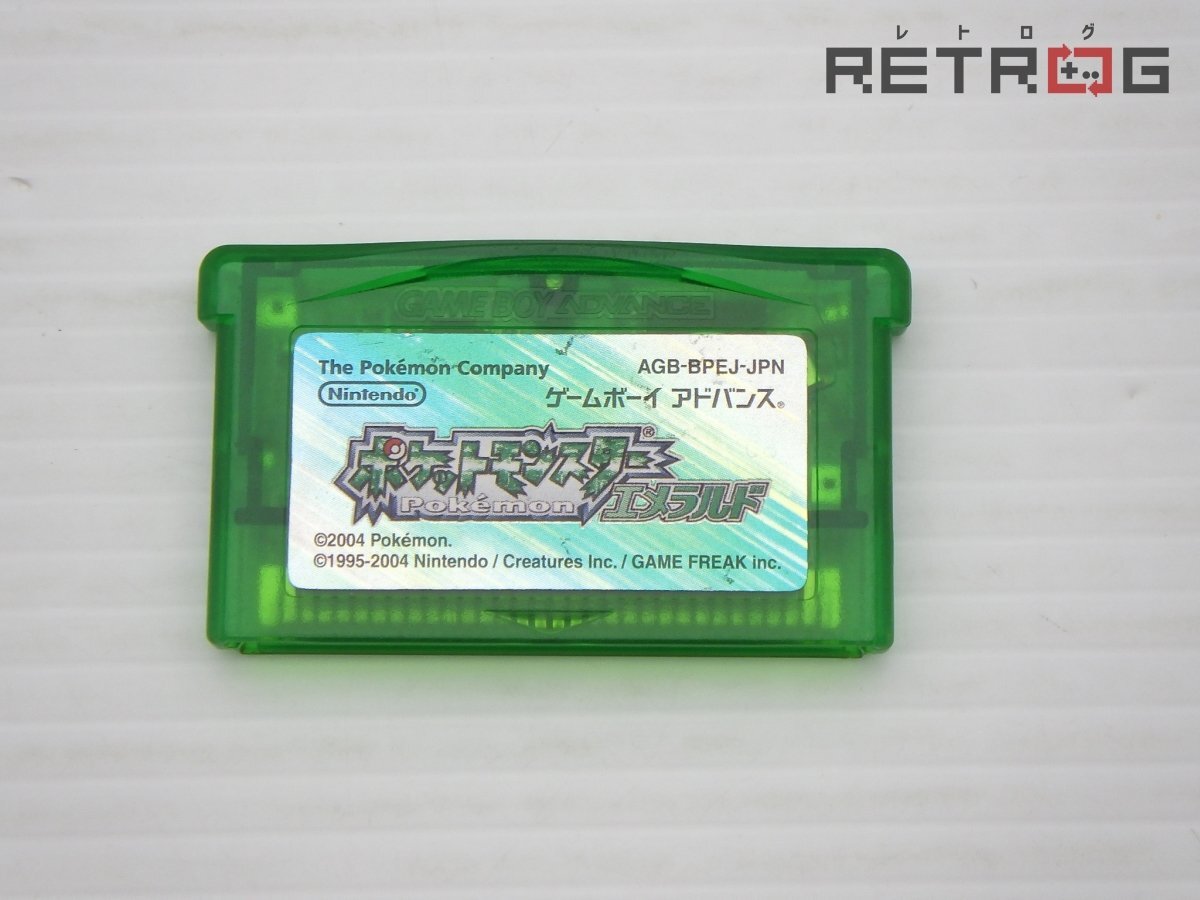 レトログ
RETROG
GAME BOY ADVANCE
The Pokémon Company
AGB-BPEJ-JPN
Nintendo
ゲームボーイ アドバンス®
ポケットモンスター®
Pokémon
エメラルド
©2004 Pokémon.
©1995-2004 Nintendo / Creatures Inc. / GAME FREAK inc.